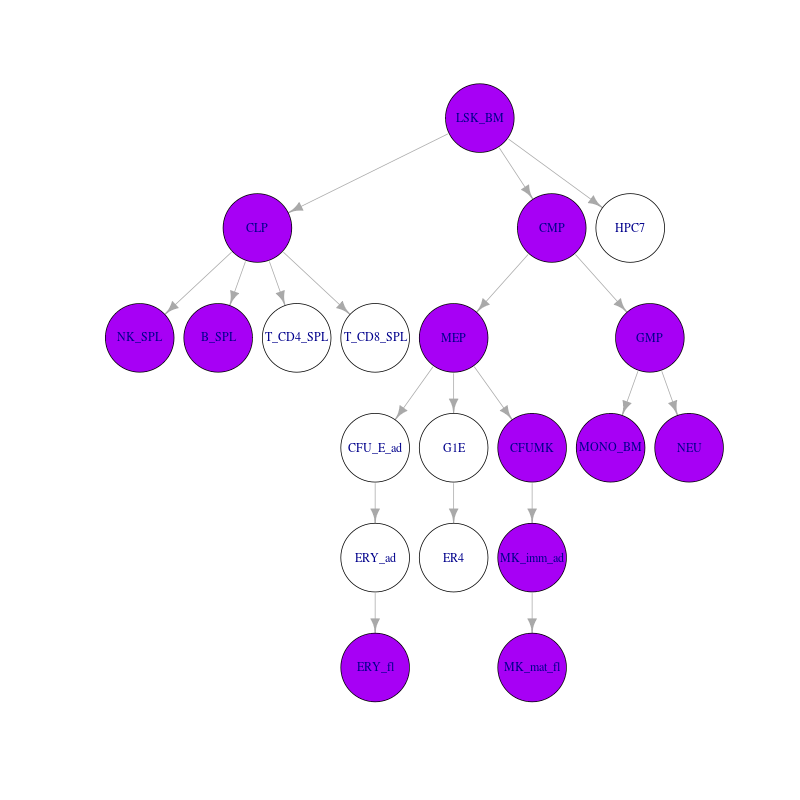 LSK_BM
CLP
CMP
HPC7
NK_SPL
B_SPL
T_CD4_SPL
T_CD8_SPL
MEP
GMP
CFU_E_ad
G1E
CFUMK
MONO_BM
NEU
ERY_ad
ER4
MK_imm_ad
ERY_fl
MK_mat_fl